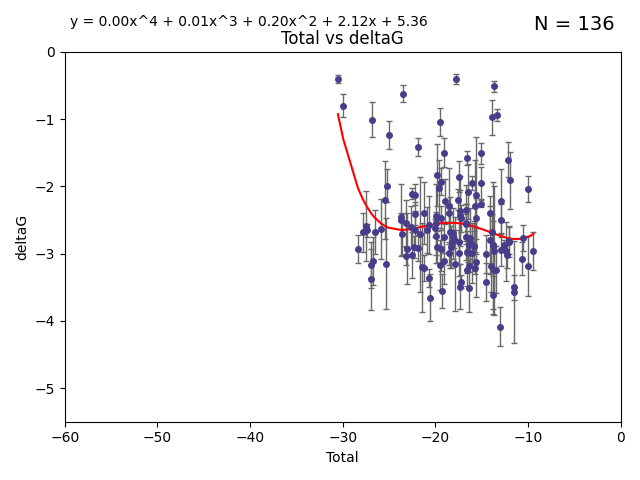 y = 0.00x^4 + 0.01x^3 + 0.20x^2 + 2.12x + 5.36
N = 136
Total vs deltaG
0
−1
−2
−3
−4
−5
deltaG
−60
−50
−40
−30
−20
−10
0
Total